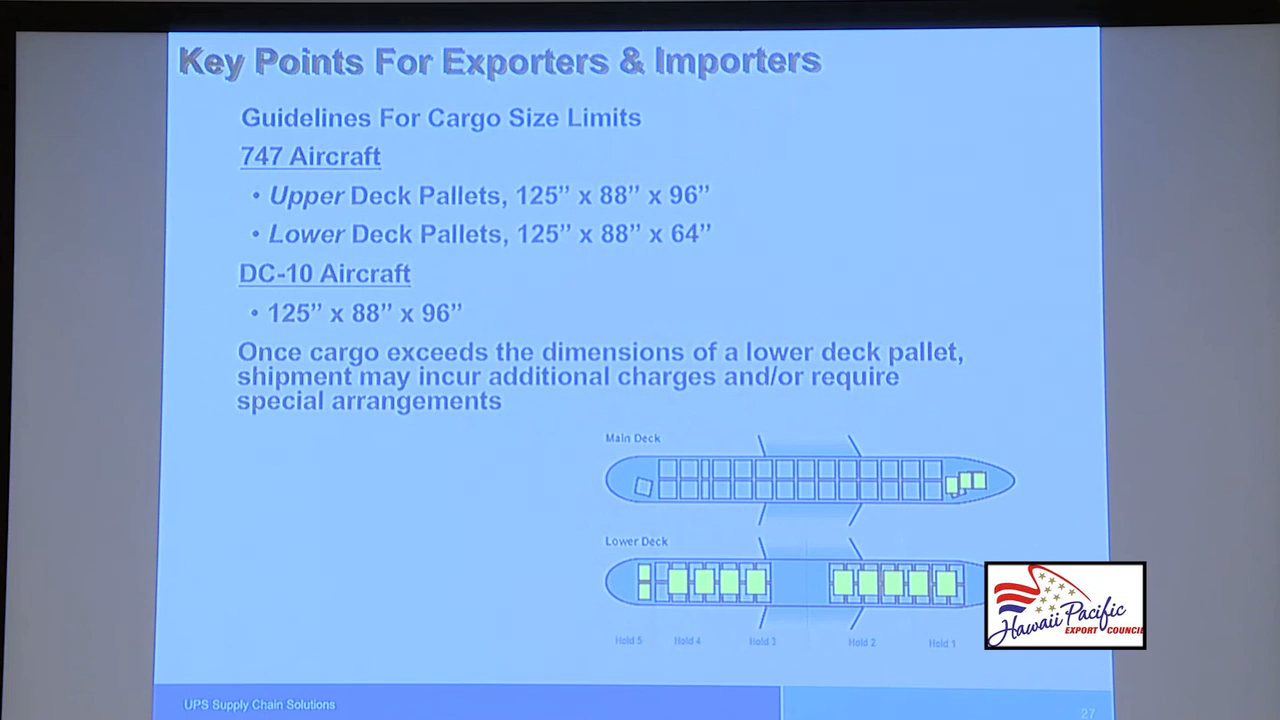 Key Points For Exporters & Importers
Guidelines For Cargo Size Limits
747 Aircraft
• Upper Deck Pallets, 125” x 88” x 96”
• Lower Deck Pallets, 125” x 88” x 64”
DC-10 Aircraft
• 125” x 88” x 96”
Once cargo exceeds the dimensions of a lower deck pallet,
shipment may incur additional charges and/or require
special arrangements
Main Deck
Lower Deck
Hold 5 Hold 4 Hold 3 Hold 2 Hold 1
Hawaii Pacific
EXPORT COUNCIL
UPS Supply Chain Solutions
27